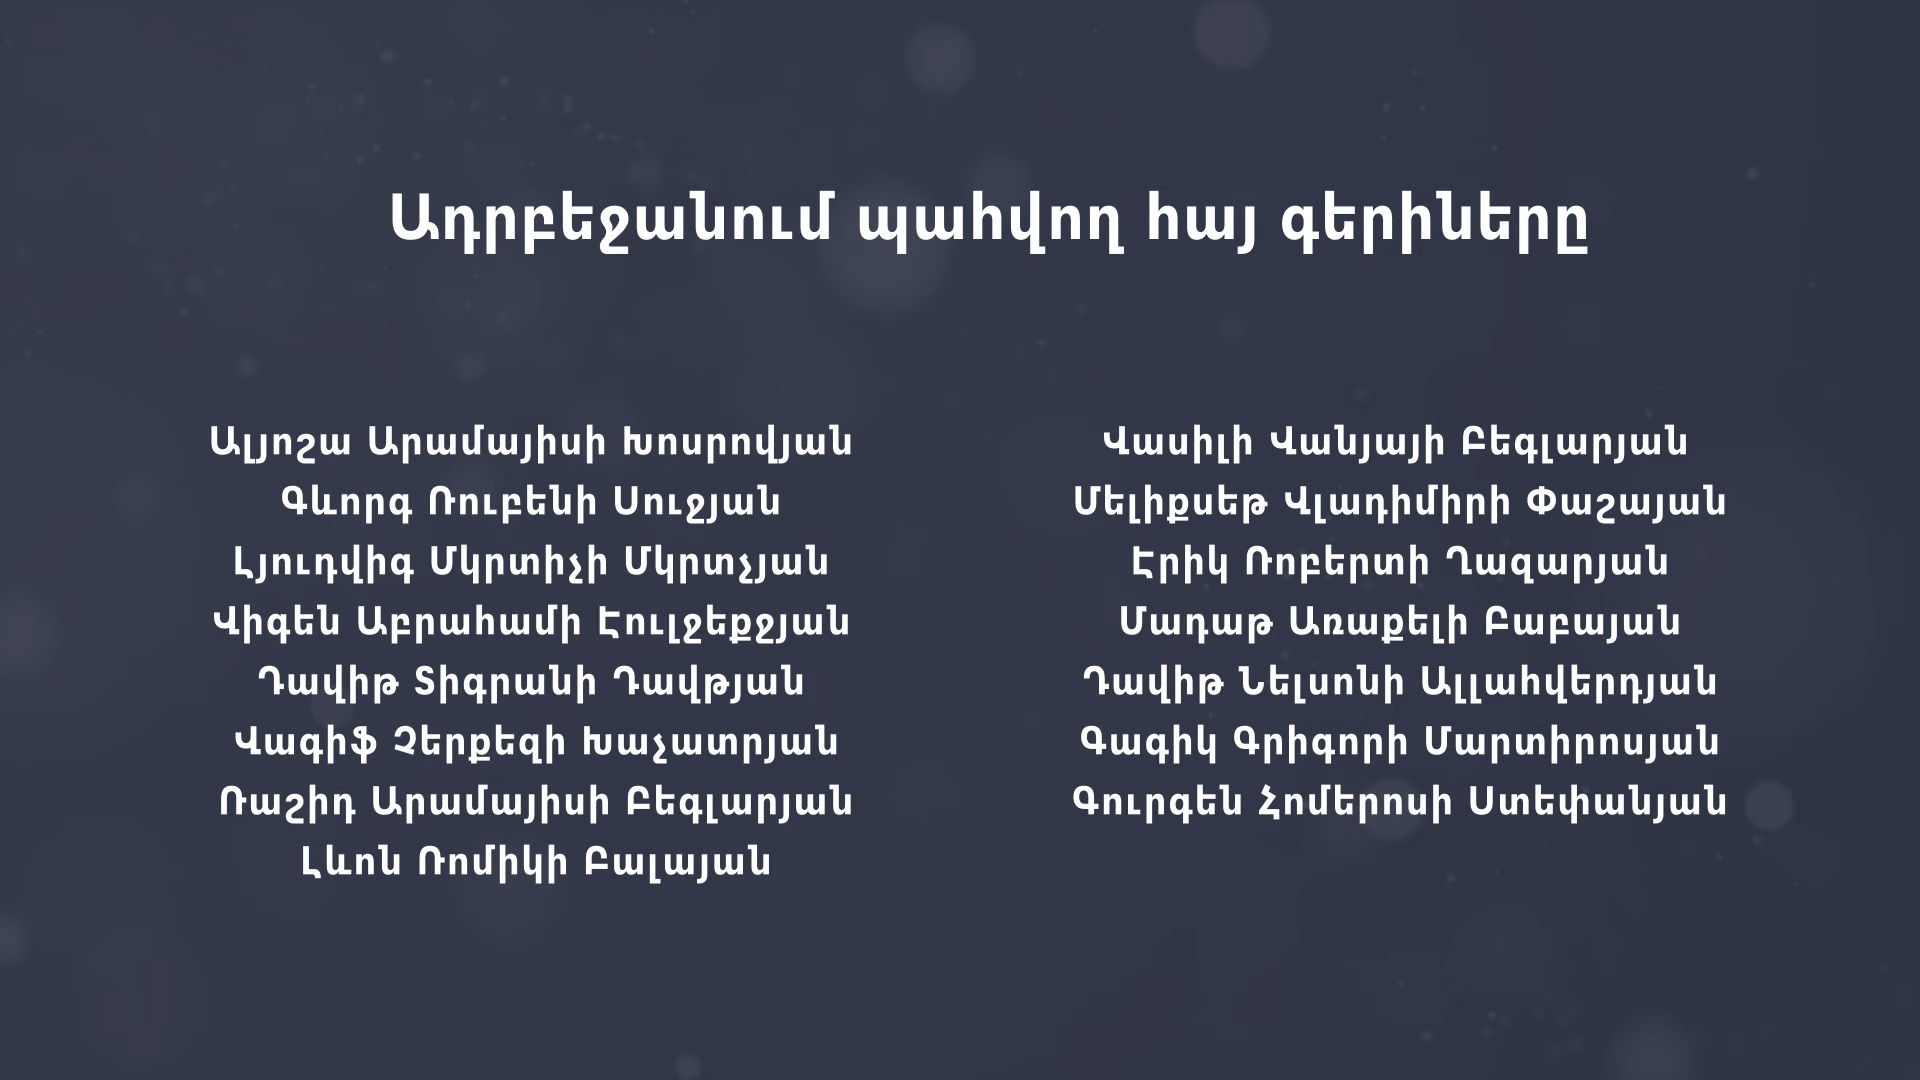 Ադրբեջանում պահվող հայ գերիները
Ալյոշա Արամայիսի Խոսրովյան
Գևորգ Ռուբենի Սուջյան
Լյուդվիգ Մկրտիչի Մկրտչյան
Վիգեն Աբրահամի Էուլջեքջյան
Դավիթ Տիգրանի Դավթյան
Վագիֆ Չերքեզի Խաչատրյան
Ռաշիդ Արամայիսի Բեգլարյան
Լևոն Ռոմիկի Բալայան
Վասիլի Վանյայի Բեգլարյան
Մելիքսեթ Վլադիմիրի Փաշայան
Էրիկ Ռոբերտի Ղազարյան
Մադաթ Առաքելի Բաբայան
Դավիթ Նելսոնի Ալլահվերդյան
Գագիկ Գրիգորի Մարտիրոսյան
Գուրգեն Հոմերոսի Ստեփանյան